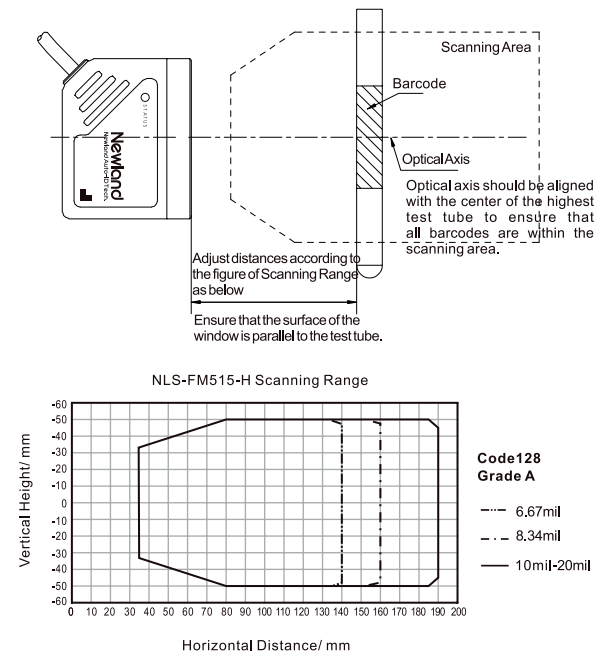 Scanning Area
Barcode
STATUS
Newland
Newland Auto-ID Tech.
Optical Axis
Optical axis should be aligned
with the center of the highest
test tube to ensure that
all barcodes are within the
scanning area.
Adjust distances according to
the figure of Scanning Range
as below
Ensure that the surface of the
window is parallel to the test tube.
NLS-FM515-H Scanning Range
-60
-50
-40
-30
-20
-10
0
-10
-20
-30
-40
-50
-60
0 10 20 30 40 50 60 70 80 90 100 110 120 130 140 150 160 170 180 190 200
Vertical Height/ mm
Horizontal Distance/ mm
Code128
Grade A
6.67mil
8.34mil
10mil-20mil